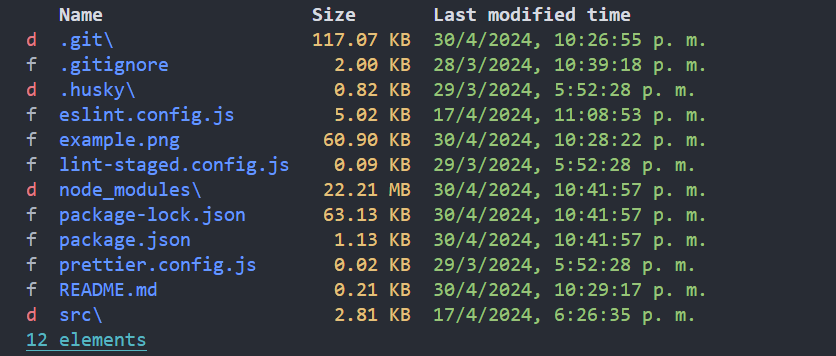 Name Size Last modified time
d .git\ 117.07 KB 30/4/2024, 10:26:55 p. m.
f .gitignore 2.00 KB 28/3/2024, 10:39:18 p. m.
d .husky\ 0.82 KB 29/3/2024, 5:52:28 p. m.
f eslint.config.js 5.02 KB 17/4/2024, 11:08:53 p. m.
f example.png 60.90 KB 30/4/2024, 10:28:22 p. m.
f lint-staged.config.js 0.09 KB 29/3/2024, 5:52:28 p. m.
d node_modules\ 22.21 MB 30/4/2024, 10:41:57 p. m.
f package-lock.json 63.13 KB 30/4/2024, 10:41:57 p. m.
f package.json 1.13 KB 30/4/2024, 10:41:57 p. m.
f prettier.config.js 0.02 KB 29/3/2024, 5:52:28 p. m.
f README.md 0.21 KB 30/4/2024, 10:29:17 p. m.
d src\ 2.81 KB 17/4/2024, 6:26:35 p. m.
12 elements